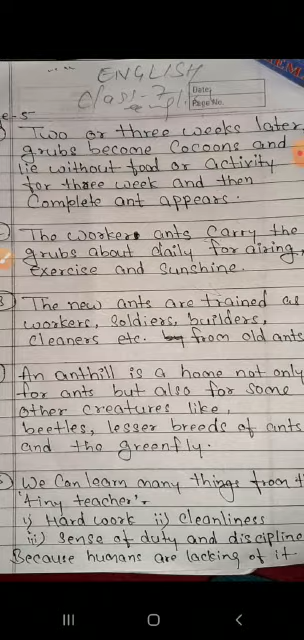 ENGLISH
Class-7
Date
Page No.
e-5
Two or three weeks later,
grubs become Cocoons and
lie without food or activity
for three week and then
Complete ant appears.
The workers ants carry the
grubs about daily for airing,
exercise and sunshine.
The new ants are trained as
workers, soldiers, builders,
cleaners etc. from old ants
An anthill is a home not only
for ants but also for some
other creatures like,
beetles, lesser breeds of ants
and the greenfly.
We can learn many things from
'tiny teacher'.
i) Hard work ii) cleanliness
iii) Sense of duty and discipline
Because humans are lacking of it